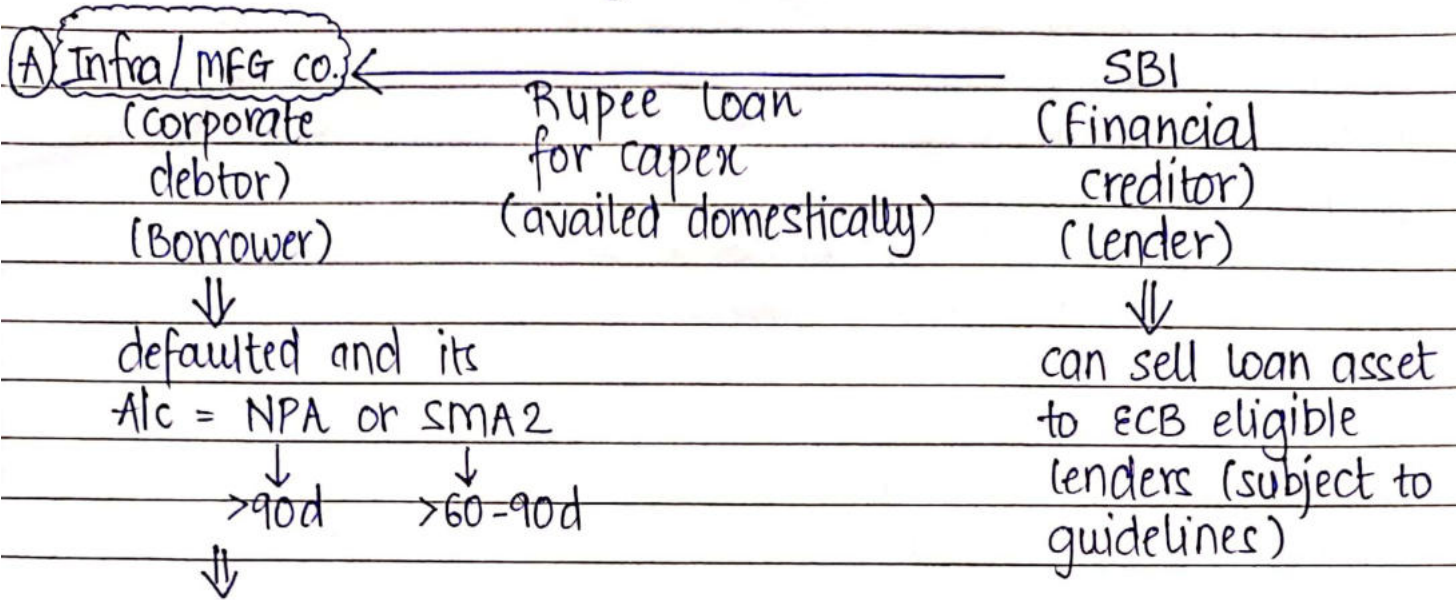 (A) Infra/MFG co. ← SBI
Rupee loan
(corporate
(Financial
for capex
debtor)
creditor)
(availed domestically)
(Borrower)
(lender)
⇓ ⇓
defaulted and its
can sell loan asset
A/c = NPA or SMA2
to ECB eligible
↓ ↓
lenders (subject to
>90d >60-90d
guidelines)
⇓